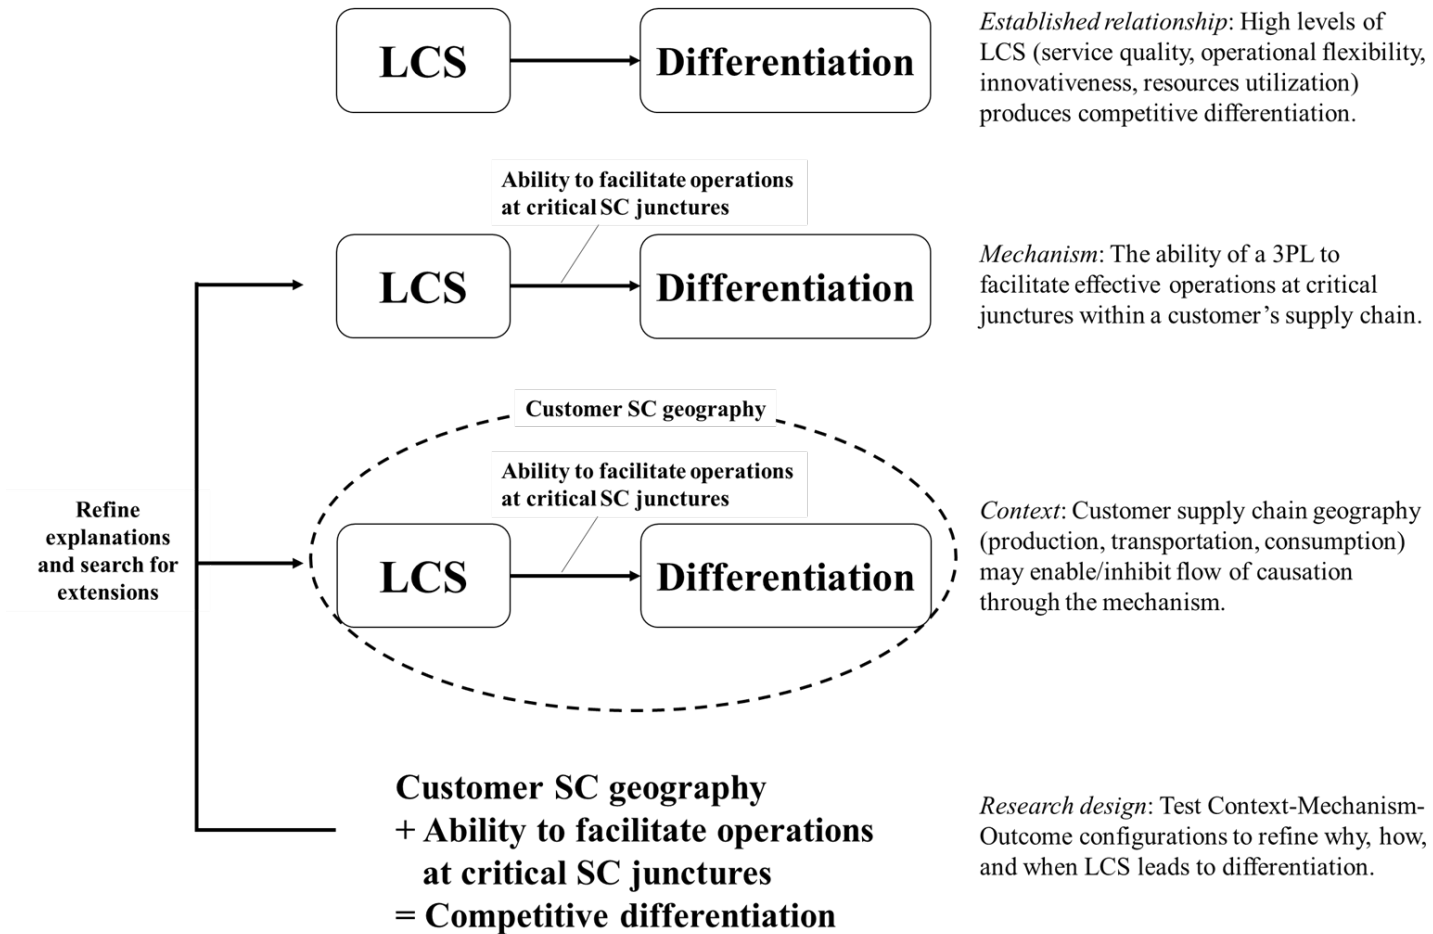 LCS
Differentiation
Established relationship: High levels of
LCS (service quality, operational flexibility,
innovativeness, resources utilization)
produces competitive differentiation.
Ability to facilitate operations
at critical SC junctures
LCS
Differentiation
Mechanism: The ability of a 3PL to
facilitate effective operations at critical
junctures within a customer’s supply chain.
Customer SC geography
Ability to facilitate operations
at critical SC junctures
LCS
Differentiation
Context: Customer supply chain geography
(production, transportation, consumption)
may enable/inhibit flow of causation
through the mechanism.
Refine
explanations
and search for
extensions
Customer SC geography
+ Ability to facilitate operations
at critical SC junctures
= Competitive differentiation
Research design: Test Context-Mechanism-
Outcome configurations to refine why, how,
and when LCS leads to differentiation.